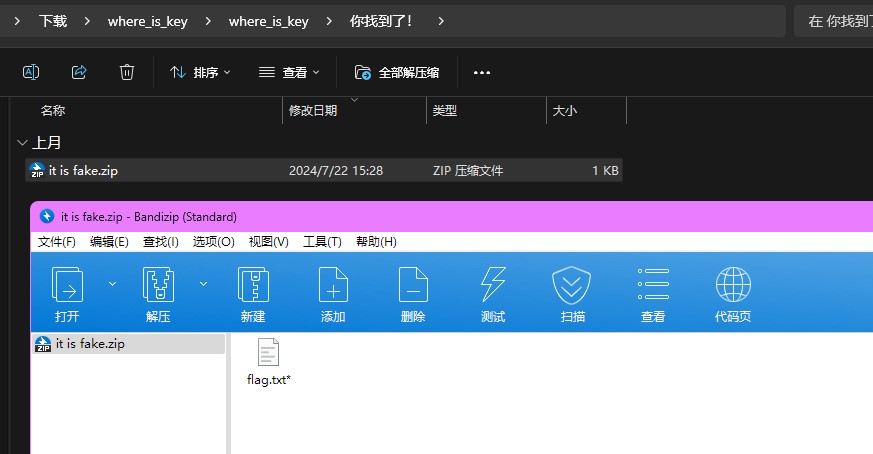 下载 where_is_key where_is_key 你找到了！ 在 你找到了
排序 查看 全部解压缩
名称 修改日期 类型 大小
上月
it is fake.zip 2024/7/22 15:28 ZIP 压缩文件 1 KB
it is fake.zip - Bandizip (Standard)
文件(F) 编辑(E) 查找(I) 选项(O) 视图(V) 工具(T) 帮助(H)
打开 解压 新建 添加 删除 测试 扫描 查看 代码页
it is fake.zip
flag.txt*